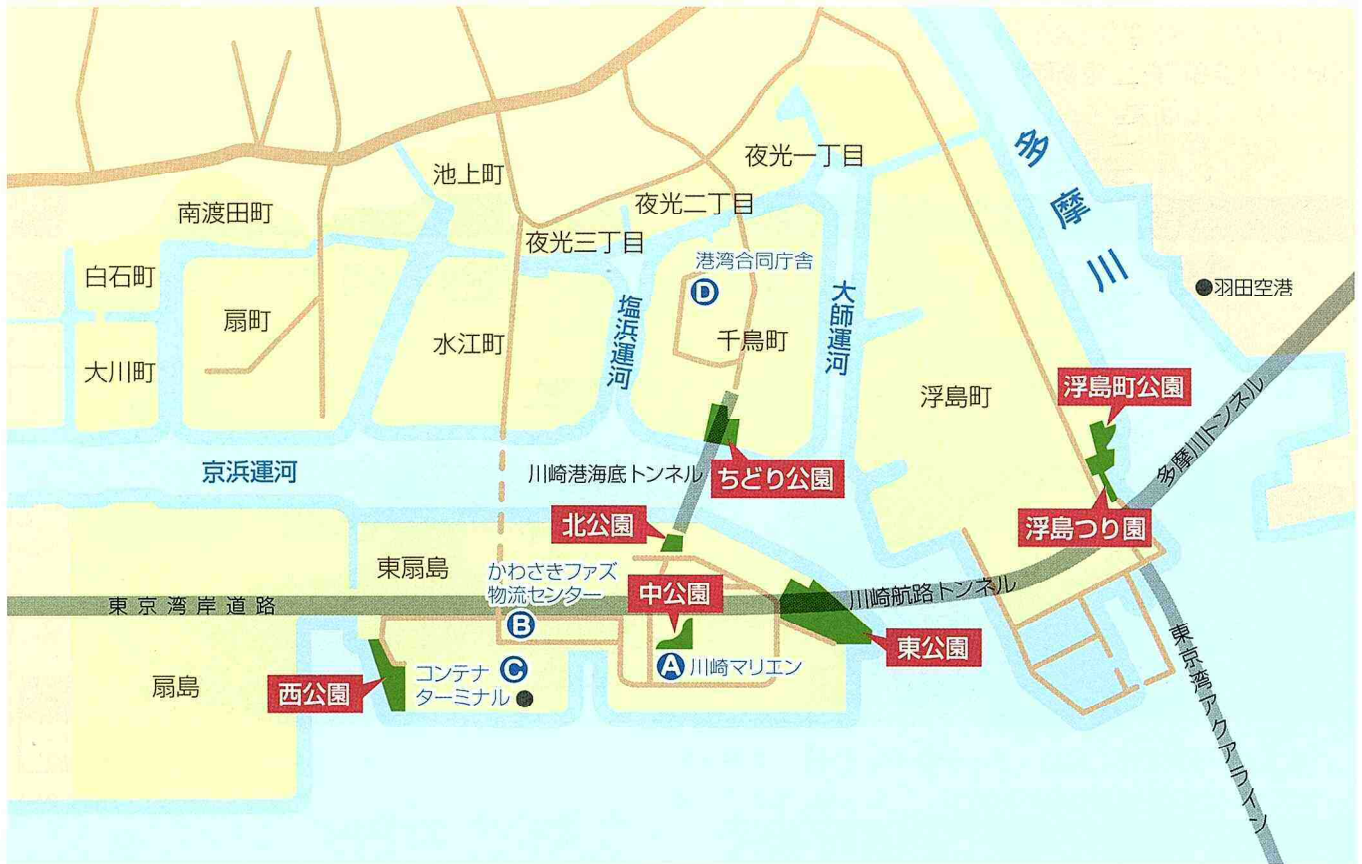 多摩川
夜光一丁目
池上町
夜光二丁目
南渡田町
夜光三丁目
港湾合同庁舎
D
白石町
塩浜運河
大師運河
羽田空港
扇町
水江町
千鳥町
大川町
浮島町
浮島町公園
京浜運河
川崎港海底トンネル
ちどり公園
多摩川トンネル
北公園
浮島つり園
東扇島
かわさきファズ
物流センター
中公園
川崎航路トンネル
東京湾岸道路
B
東公園
東京湾アクアライン
扇島
西公園
コンテナ
ターミナル
C
A
川崎マリエン